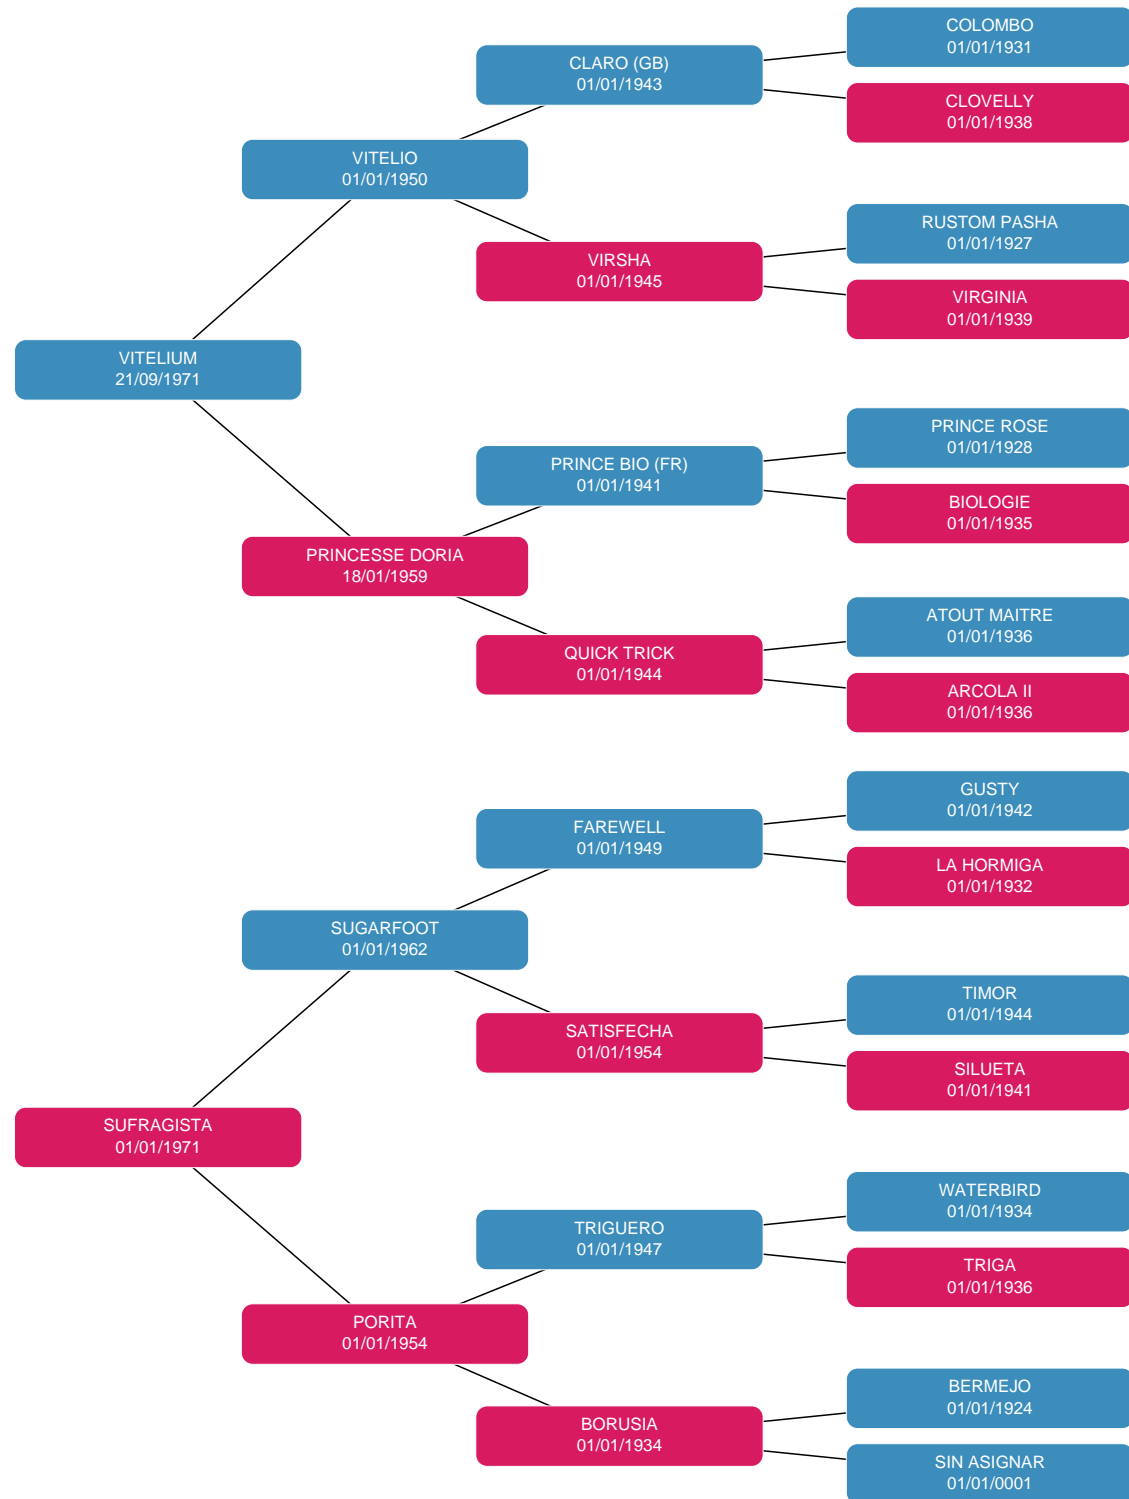 COLOMBO
01/01/1931
CLARO (GB)
01/01/1943
CLOVELLY
01/01/1938
VITELIO
01/01/1950
RUSTOM PASHA
01/01/1927
VIRSHA
01/01/1945
VIRGINIA
01/01/1939
VITELIUM
21/09/1971
PRINCE ROSE
01/01/1928
PRINCE BIO (FR)
01/01/1941
BIOLOGIE
01/01/1935
PRINCESSE DORIA
18/01/1959
ATOUT MAITRE
01/01/1936
QUICK TRICK
01/01/1944
ARCOLA II
01/01/1936
GUSTY
01/01/1942
FAREWELL
01/01/1949
LA HORMIGA
01/01/1932
SUGARFOOT
01/01/1962
TIMOR
01/01/1944
SATISFECHA
01/01/1954
SILUETA
01/01/1941
SUFRAGISTA
01/01/1971
WATERBIRD
01/01/1934
TRIGUERO
01/01/1947
TRIGA
01/01/1936
PORITA
01/01/1954
BERMEJO
01/01/1924
BORUSIA
01/01/1934
SIN ASIGNAR
01/01/0001